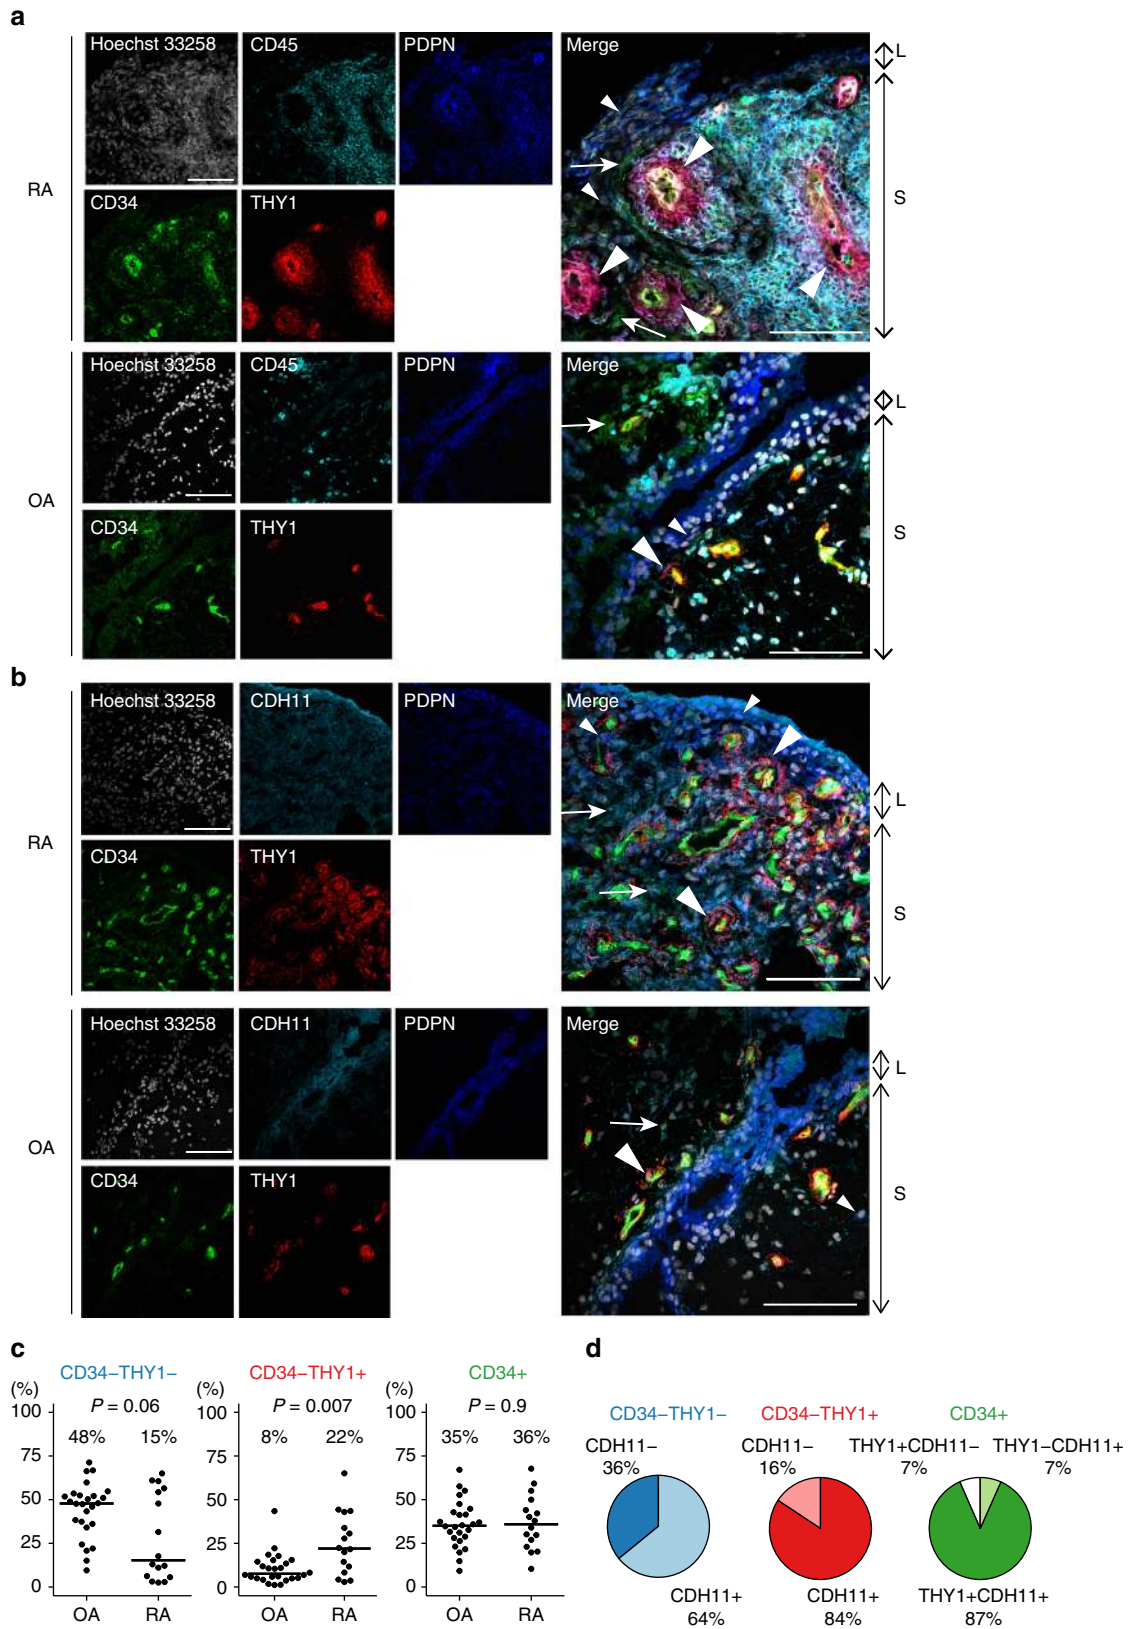 a
Hoechst 33258 CD45 PDPN Merge
L
RA
S
CD34 THY1
Hoechst 33258 CD45 PDPN Merge
L
OA
S
CD34 THY1
b
Hoechst 33258 CDH11 PDPN Merge
L
RA
S
CD34 THY1
Hoechst 33258 CDH11 PDPN Merge
L
OA
S
CD34 THY1
c
CD34–THY1– CD34–THY1+ CD34+
(%) (%) (%)
P = 0.06 P = 0.007 P = 0.9
100 100 100
48% 15% 8% 22% 35% 36%
75 75 75
50 50 50
25 25 25
0 0 0
OA RA OA RA OA RA
d
CD34–THY1– CD34–THY1+ CD34+
CDH11– CDH11– THY1+CDH11– THY1–CDH11+
36% 16% 7% 7%
CDH11+ CDH11+ THY1+CDH11+
64% 84% 87%